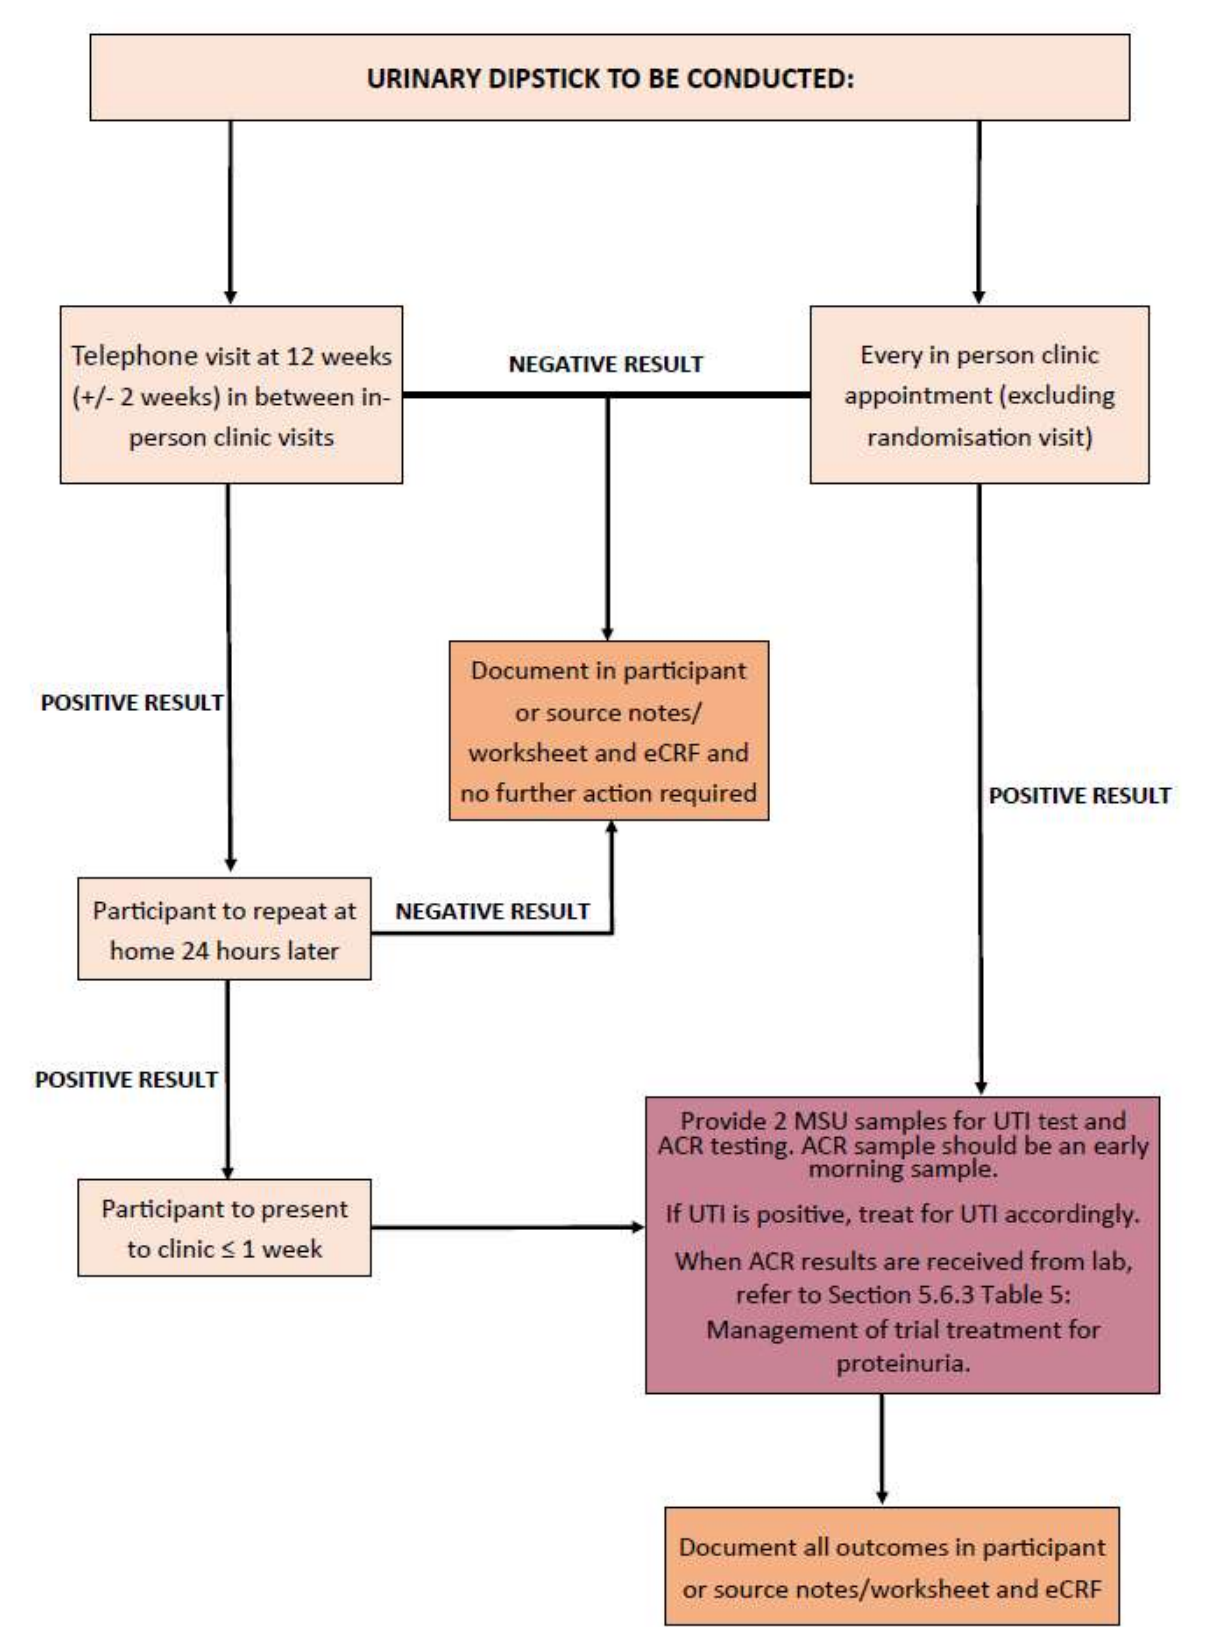 URINARY DIPSTICK TO BE CONDUCTED:
Telephone visit at 12 weeks
(+/- 2 weeks) in between in-
person clinic visits
NEGATIVE RESULT
Every in person clinic
appointment (excluding
randomisation visit)
POSITIVE RESULT
Document in participant
or source notes/
worksheet and eCRF and
no further action required
POSITIVE RESULT
Participant to repeat at
home 24 hours later
NEGATIVE RESULT
POSITIVE RESULT
Participant to present
to clinic ≤ 1 week
Provide 2 MSU samples for UTI test and
ACR testing. ACR sample should be an early
morning sample.
If UTI is positive, treat for UTI accordingly.
When ACR results are received from lab,
refer to Section 5.6.3 Table 5:
Management of trial treatment for
proteinuria.
Document all outcomes in participant
or source notes/worksheet and eCRF